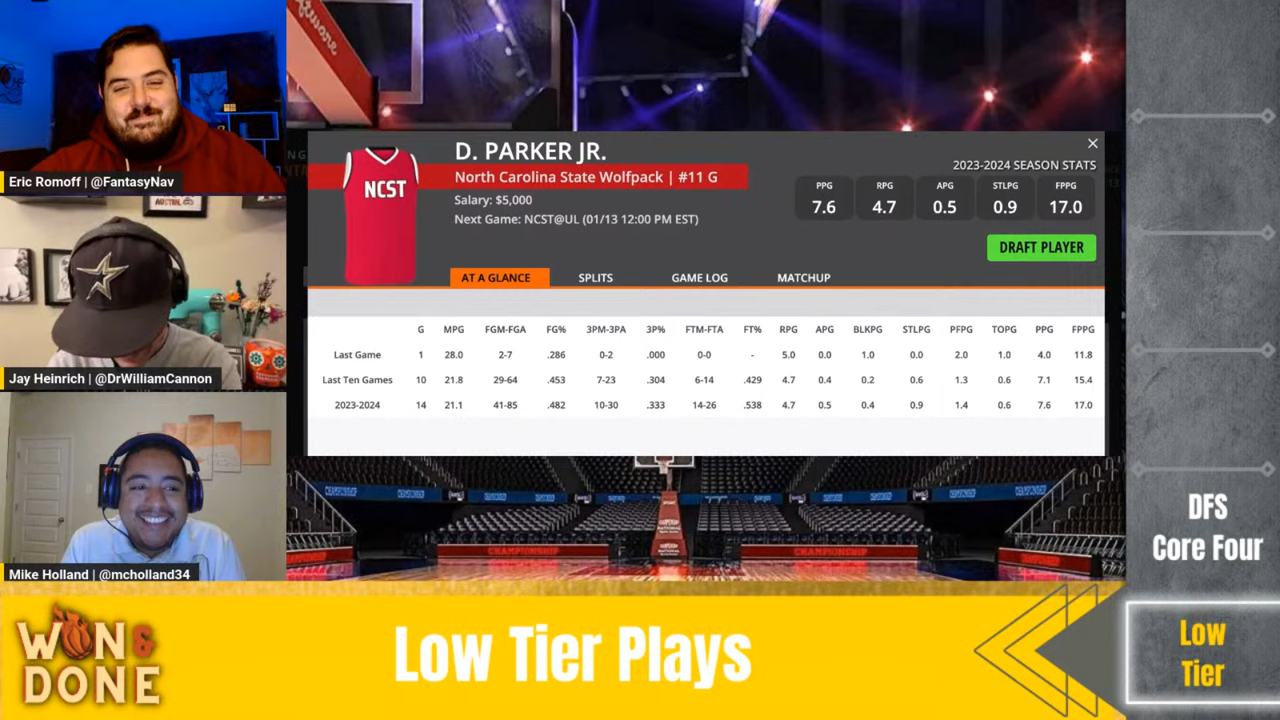 Eric Romoff | @FantasyNav
Jay Heinrich | @DrWilliamCannon
Mike Holland | @mcholland34
NCST
D. PARKER JR.
North Carolina State Wolfpack | #11 G
Salary: $5,000
Next Game: NCST@UL (01/13 12:00 PM EST)
2023-2024 SEASON STATS
PPG RPG APG STLPG FPPG
7.6 4.7 0.5 0.9 17.0
DRAFT PLAYER
AT A GLANCE SPLITS GAME LOG MATCHUP
G MPG FGM-FGA FG% 3PM-3PA 3P% FTM-FTA FT% RPG APG BLKPG STLPG PFPG TOPG PPG FPPG
Last Game 1 28.0 2-7 .286 0-2 .000 0-0 - 5.0 0.0 1.0 0.0 2.0 1.0 4.0 11.8
Last Ten Games 10 21.8 29-64 .453 7-23 .304 6-14 .429 4.7 0.4 0.2 0.6 1.3 0.6 7.1 15.4
2023-2024 14 21.1 41-85 .482 10-30 .333 14-26 .538 4.7 0.5 0.4 0.9 1.4 0.6 7.6 17.0
CHAMPIONSHIP
CHAMPIONSHIP
DFS
Core Four
WON &
DONE
Low Tier Plays
Low
Tier